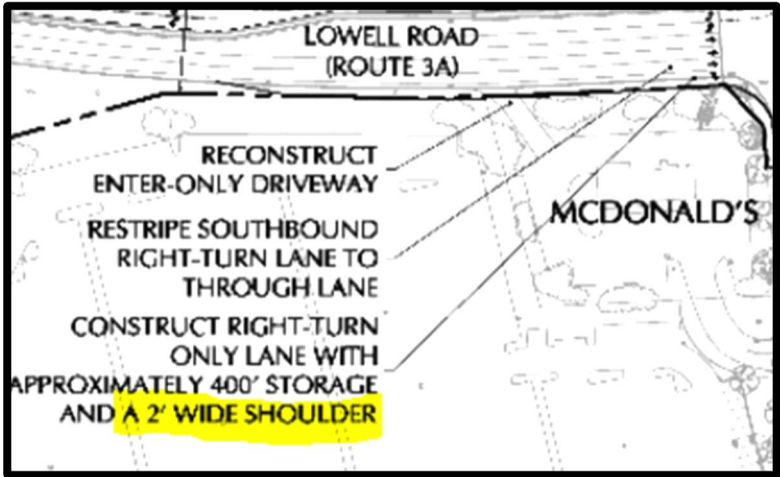 LOWELL ROAD
(ROUTE 3A)
RECONSTRUCT
ENTER-ONLY DRIVEWAY
MCDONALD'S
RESTRIPE SOUTHBOUND
RIGHT-TURN LANE TO
THROUGH LANE
CONSTRUCT RIGHT-TURN
ONLY LANE WITH
APPROXIMATELY 400' STORAGE
AND A 2' WIDE SHOULDER